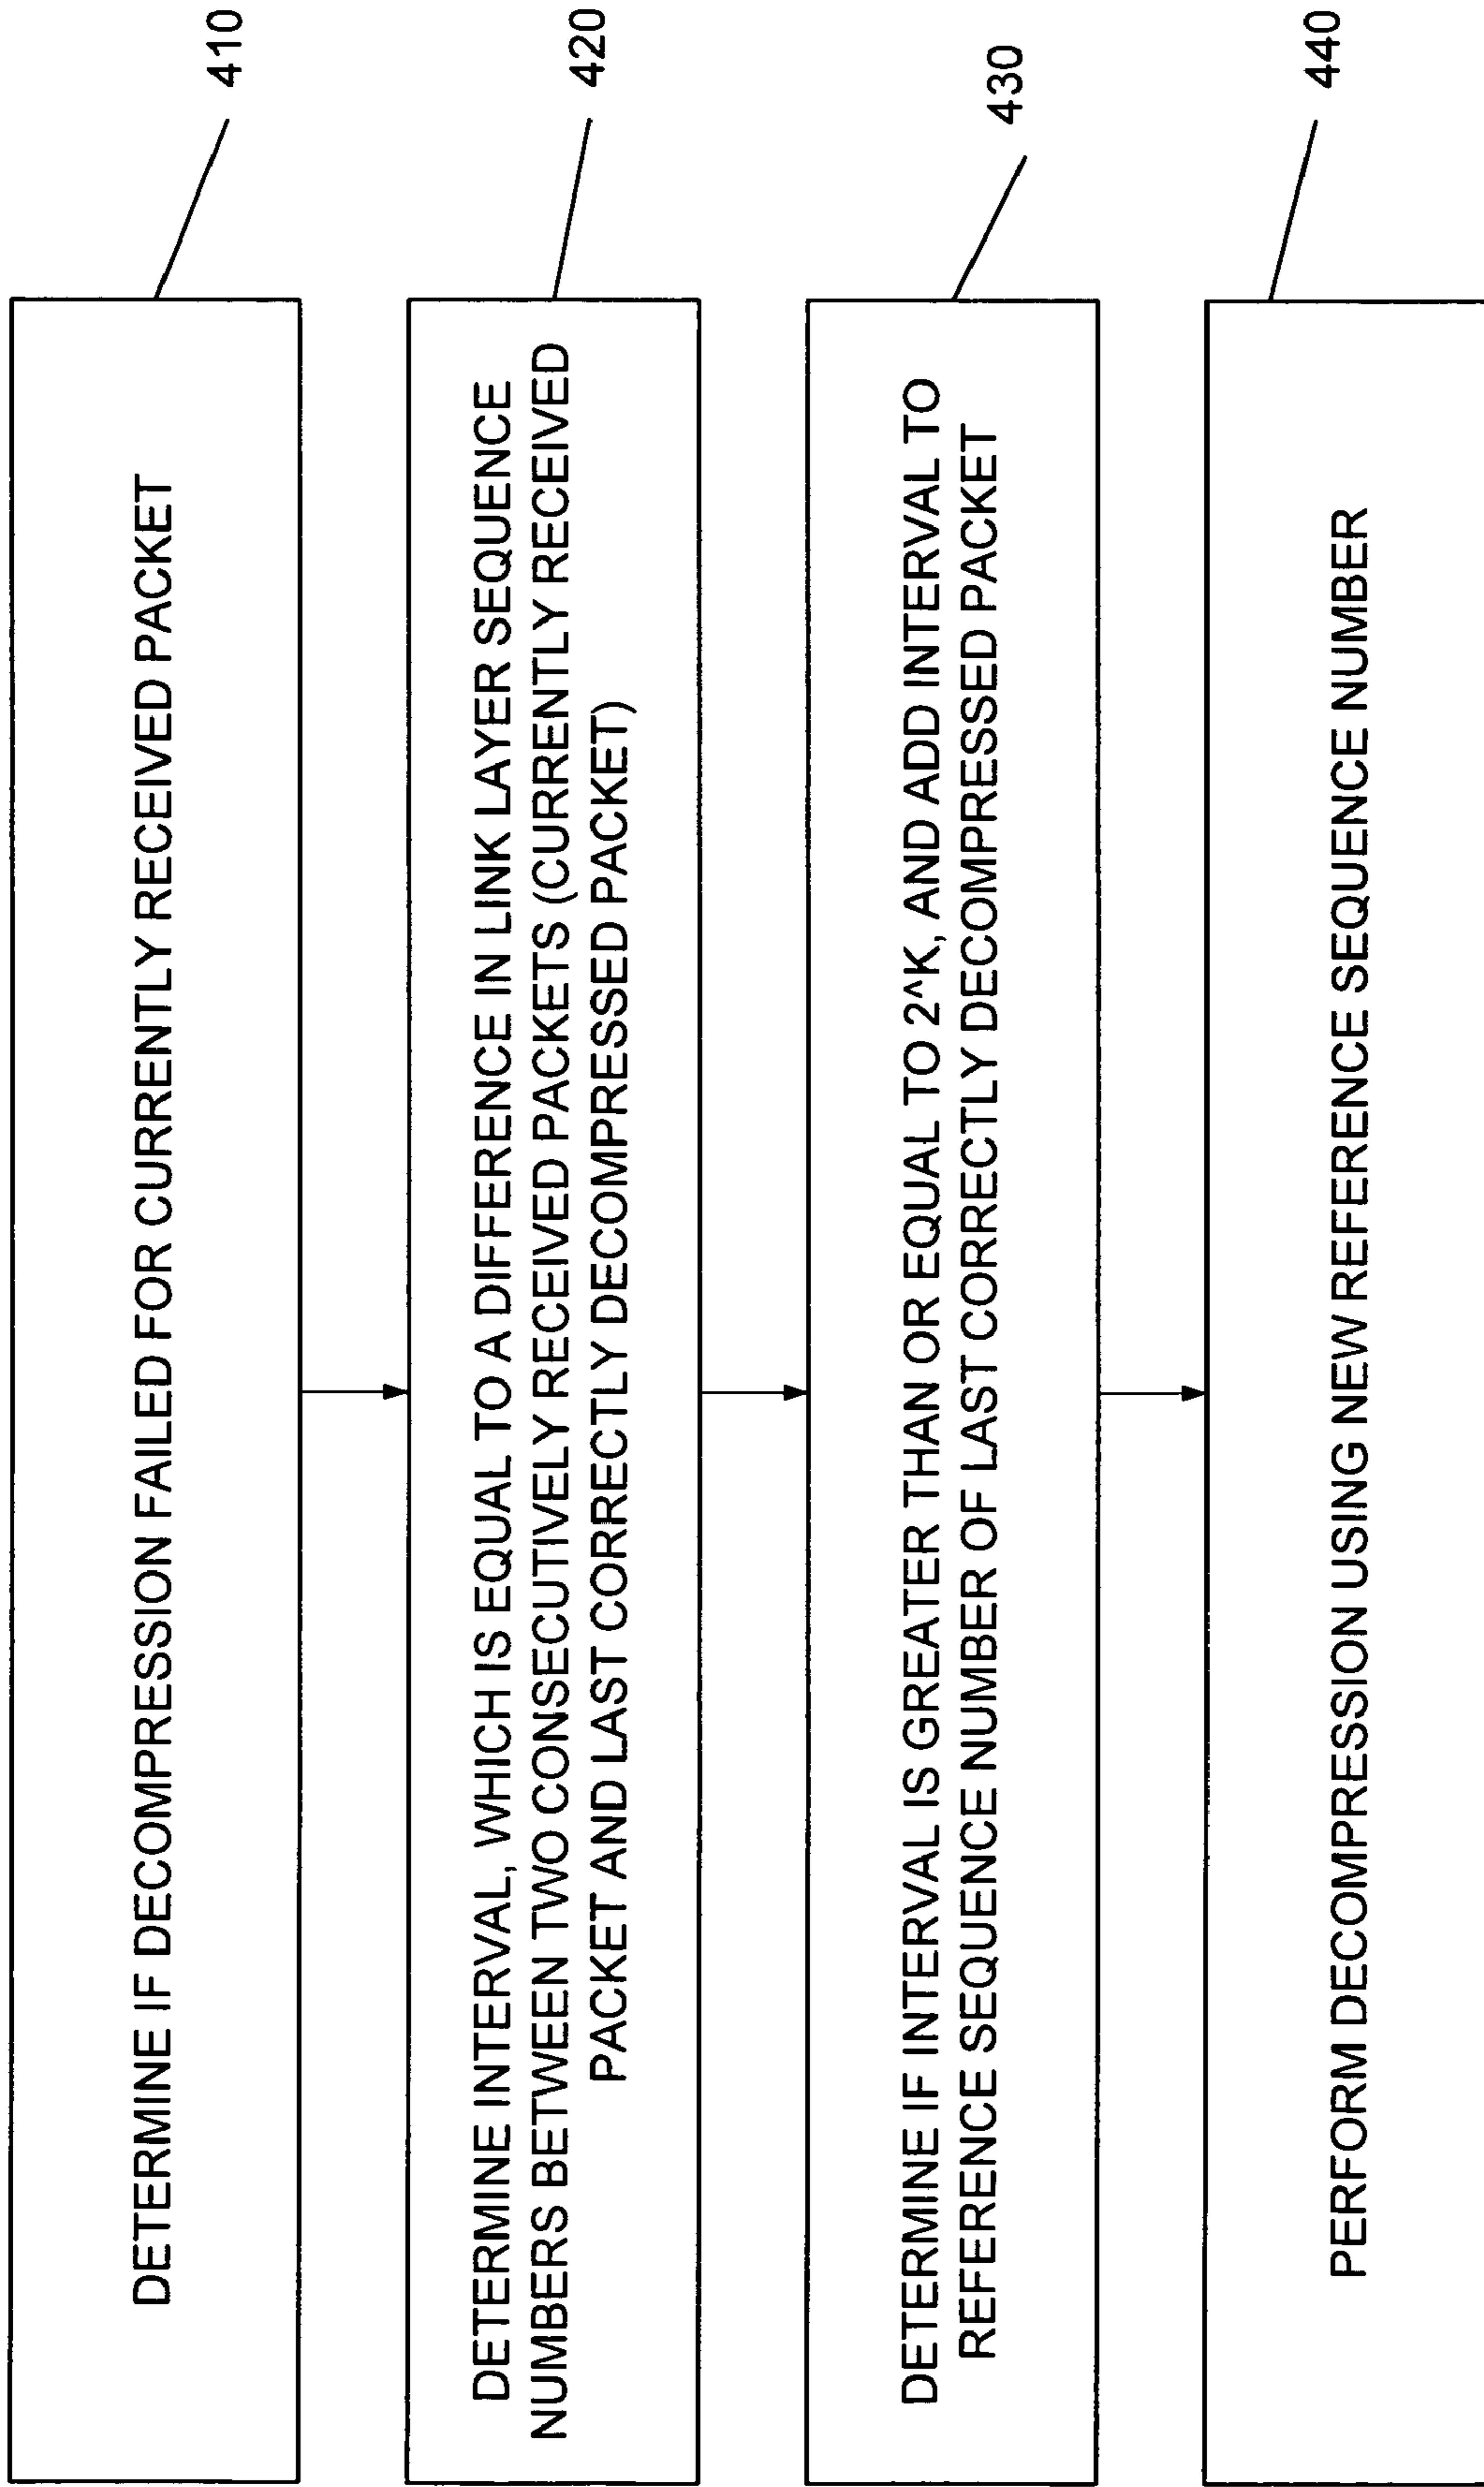 DETERMINE IF DECOMPRESSION FAILED FOR CURRENTLY RECEIVED PACKET
410
DETERMINE INTERVAL, WHICH IS EQUAL TO A DIFFERENCE IN LINK LAYER SEQUENCE
NUMBERS BETWEEN TWO CONSECUTIVELY RECEIVED PACKETS (CURRENTLY RECEIVED
PACKET AND LAST CORRECTLY DECOMPRESSED PACKET)
420
DETERMINE IF INTERVAL IS GREATER THAN OR EQUAL TO 2^K, AND ADD INTERVAL TO
REFERENCE SEQUENCE NUMBER OF LAST CORRECTLY DECOMPRESSED PACKET
430
PERFORM DECOMPRESSION USING NEW REFERENCE SEQUENCE NUMBER
440